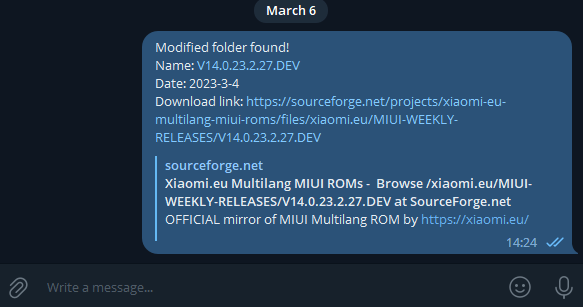 March 6
Modified folder found!
Name: V14.0.23.2.27.DEV
Date: 2023-3-4
Download link: https://sourceforge.net/projects/xiaomi-eu-
multilang-miui-roms/files/xiaomi.eu/MIUI-WEEKLY-
RELEASES/V14.0.23.2.27.DEV
sourceforge.net
Xiaomi.eu Multilang MIUI ROMs - Browse /xiaomi.eu/MIUI-
WEEKLY-RELEASES/V14.0.23.2.27.DEV at SourceForge.net
OFFICIAL mirror of MIUI Multilang ROM by https://xiaomi.eu/
14:24
Write a message...